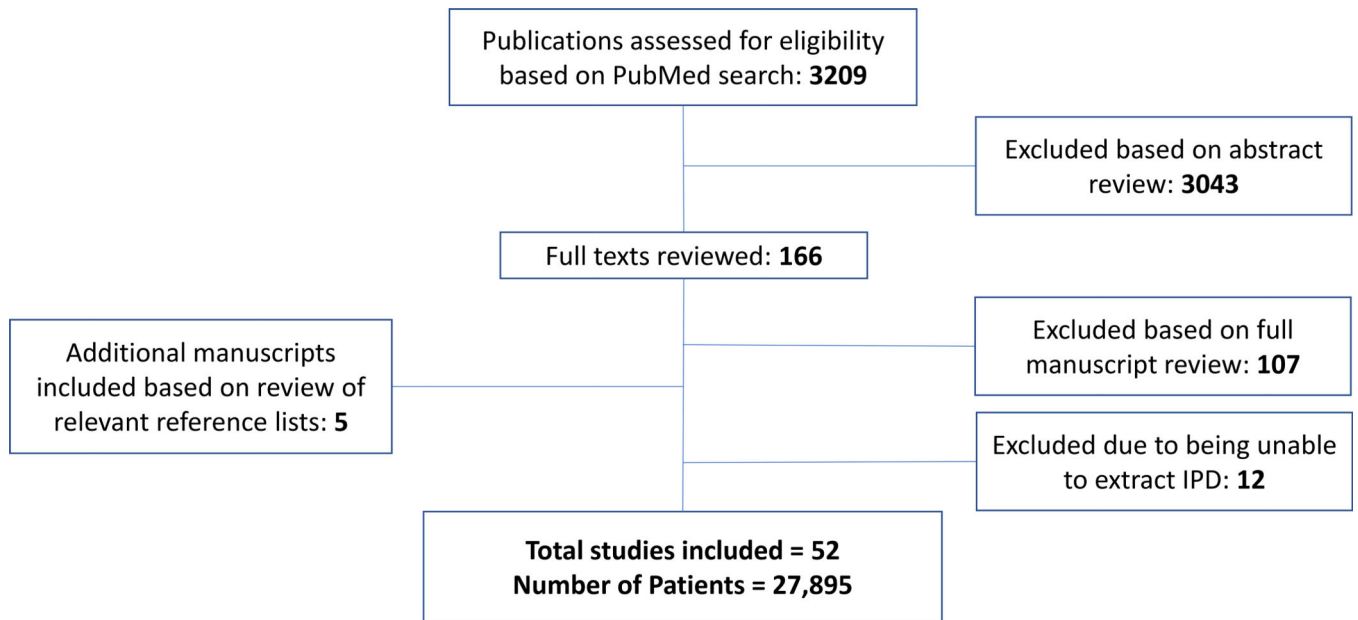 Publications assessed for eligibility
based on PubMed search: 3209
Excluded based on abstract
review: 3043
Full texts reviewed: 166
Excluded based on full
manuscript review: 107
Additional manuscripts
included based on review of
relevant reference lists: 5
Excluded due to being unable
to extract IPD: 12
Total studies included = 52
Number of Patients = 27,895